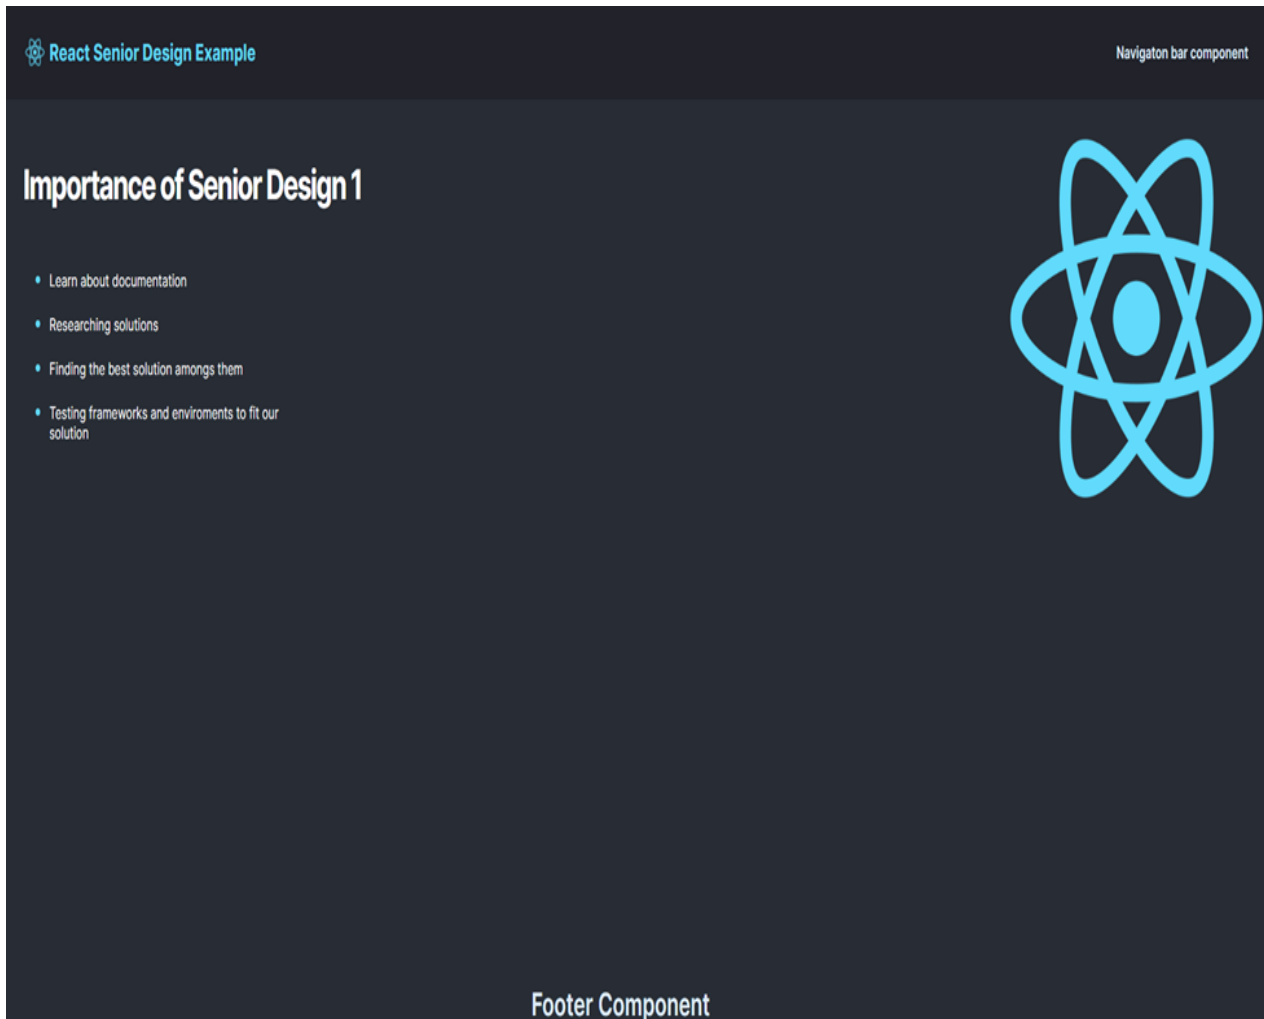 React Senior Design Example
Navigaton bar component
Importance of Senior Design 1
Learn about documentation
Researching solutions
Finding the best solution amongs them
Testing frameworks and enviroments to fit our
solution
Footer Component